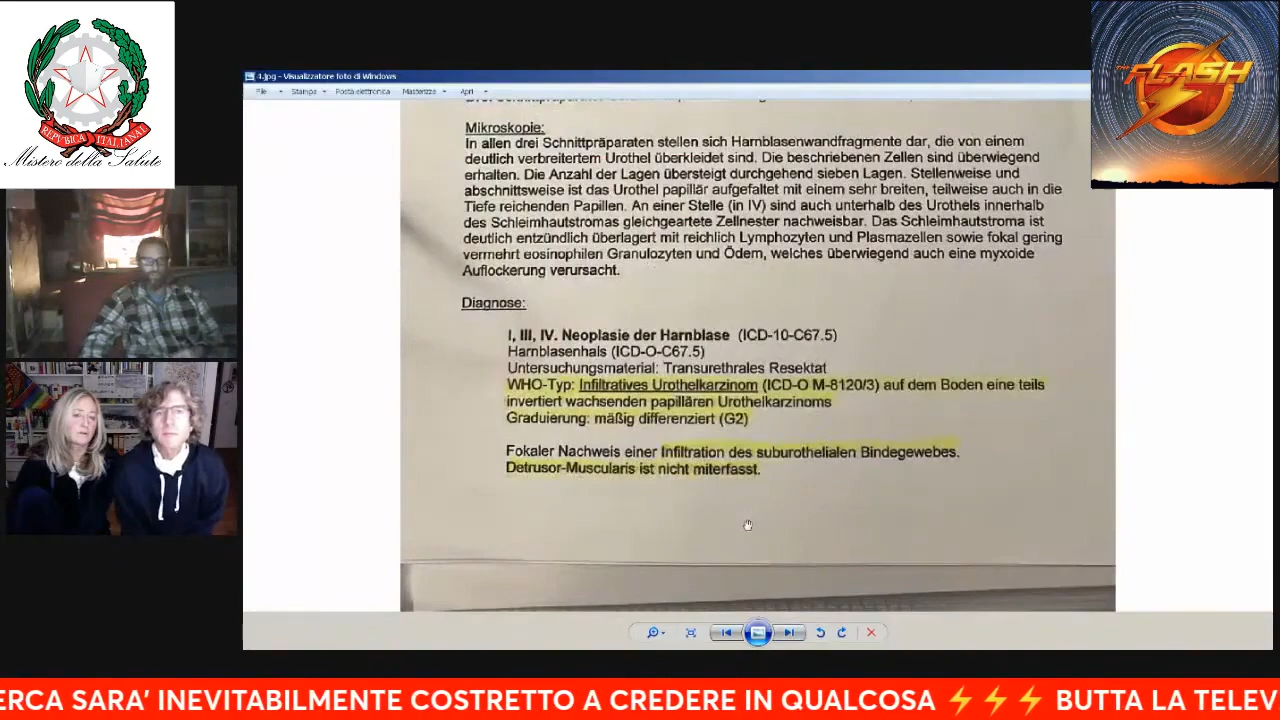 REPVBBLICA ITALIANA
Mistero della Salute
THE FLASH
4.jpg - Visualizzatore foto di Windows
File Stampa Posta elettronica Masterizza Apri
Mikroskopie:
In allen drei Schnittpräparaten stellen sich Harnblasenwandfragmente dar, die von einem
deutlich verbreitertem Urothel überkleidet sind. Die beschriebenen Zellen sind überwiegend
erhalten. Die Anzahl der Lagen übersteigt durchgehend sieben Lagen. Stellenweise und
abschnittsweise ist das Urothel papillär aufgefaltet mit einem sehr breiten, teilweise auch in die
Tiefe reichenden Papillen. An einer Stelle (in IV) sind auch unterhalb des Urothels innerhalb
des Schleimhautstromas gleichgeartete Zellnester nachweisbar. Das Schleimhautstroma ist
deutlich entzündlich überlagert mit reichlich Lymphozyten und Plasmazellen sowie fokal gering
vermehrt eosinophilen Granulozyten und Ödem, welches überwiegend auch eine myxoide
Auflockerung verursacht.
Diagnose:
I, III, IV. Neoplasie der Harnblase (ICD-10-C67.5)
Harnblasenhals (ICD-O-C67.5)
Untersuchungsmaterial: Transurethrales Resektat
WHO-Typ: Infiltratives Urothelkarzinom (ICD-O M-8120/3) auf dem Boden eine teils
invertiert wachsenden papillären Urothelkarzinoms
Graduierung: mäßig differenziert (G2)
Fokaler Nachweis einer Infiltration des suburothelialen Bindegewebes.
Detrusor-Muscularis ist nicht miterfasst.
ERCA SARA' INEVITABILMENTE COSTRETTO A CREDERE IN QUALCOSA ⚡⚡⚡ BUTTA LA TELEV